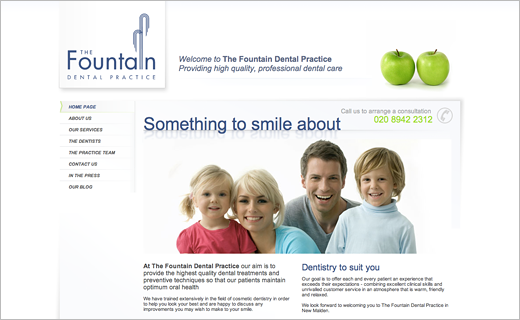 THE
Fountain
DENTAL PRACTICE
Welcome to The Fountain Dental Practice
Providing high quality, professional dental care
HOME PAGE
ABOUT US
OUR SERVICES
THE DENTISTS
THE PRACTICE TEAM
CONTACT US
IN THE PRESS
OUR BLOG
Call us to arrange a consultation
020 8942 2312
Something to smile about
At The Fountain Dental Practice our aim is to
provide the highest quality dental treatments and
preventive techniques so that our patients maintain
optimum oral health
We have trained extensively in the field of cosmetic dentistry in order
to help you look your best and are happy to discuss any
improvements you may wish to make to your smile.
Dentistry to suit you
Our goal is to offer each and every patient an experience that
exceeds their expectations - combining excellent clinical skills and
unrivalled customer service in an atmosphere that is warm, friendly
and relaxed.
We look forward to welcoming you to The Fountain Dental Practice in
New Malden.